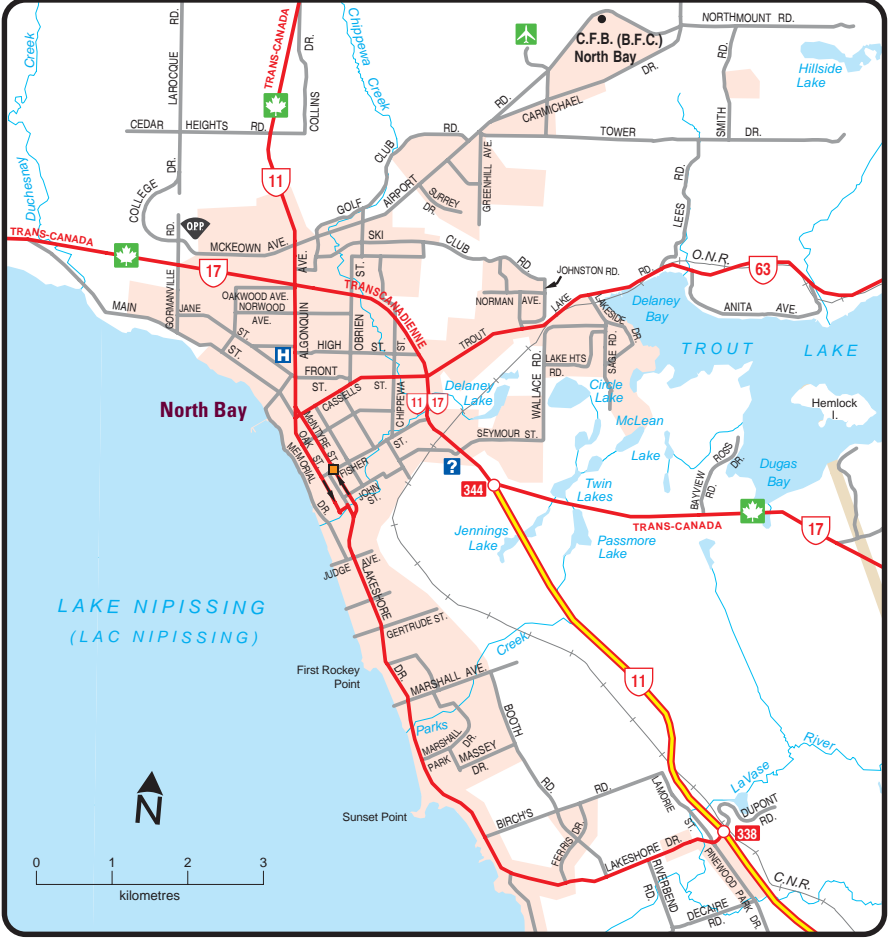 Duchesnay
Creek
LAROCQUE RD.
TRANS-CANADA
COLLINS DR.
Chippewa
Creek
C.F.B. (B.F.C.)
North Bay
NORTHMOUNT RD.
Hillside
Lake
CEDAR HEIGHTS RD.
CARMICHAEL DR.
RD.
TOWER DR.
SMITH RD.
11
COLLEGE DR.
GOLF CLUB RD.
AIRPORT RD.
SURREY
DR.
GREENHILL AVE.
LEES RD.
OPP
TRANS-CANADA
MCKEOWN AVE.
SKI CLUB RD.
O.N.R.
63
17
GORMANVILLE RD.
JOHNSTON RD.
TRANSCANADIENNE
OAKWOOD AVE.
NORWOOD
AVE.
NORMAN AVE.
TROUT LAKE RD.
LAKESIDE DR.
Delaney
Bay
ANITA AVE.
MAIN ST.
JANE ST.
ALGONQUIN AVE.
OBRIEN ST.
HIGH ST.
TROUT LAKE
H
FRONT ST.
CASSELLS ST.
CHIPPEWA ST.
LAKE HTS
RD.
SAGE RD.
WALLACE RD.
Delaney
Lake
Circle
Lake
11 17
Hemlock
I.
North Bay
McINTYRE ST.
OAK ST.
MEMORIAL DR.
FISHER ST.
JOHN
ST.
SEYMOUR ST.
McLean
Lake
?
344
BAYVIEW
RD.
ROSS
DR.
Dugas
Bay
Twin
Lakes
TRANS-CANADA
17
Jennings
Lake
Passmore
Lake
JUDGE AVE.
LAKESHORE DR.
LAKE NIPISSING
(LAC NIPISSING)
GERTRUDE ST.
Parks Creek
First Rockey
Point
MARSHALL AVE.
11
BOOTH RD.
MARSHALL
PARK DR.
MASSEY
DR.
LaVase River
N
LAMORIE ST.
DUPONT
RD.
Sunset Point
BIRCH'S RD.
338
FERRIS DR.
LAKESHORE DR.
PINEWOOD PARK DR.
0 1 2 3
kilometres
RIVERBEND
RD.
DECAIRE
RD.
C.N.R.